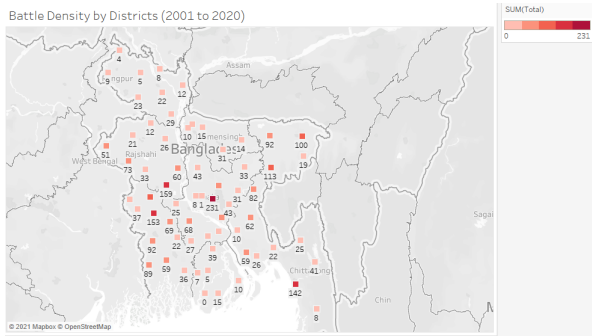 Battle Density by Districts (2001 to 2020)
SUM(Total)
0 231
4
Assam
9 5 8
12
23 22
29
12
10 15
21 26
Bangladesh
31 14
92 100
51
West Bengal
Rajshahi
19
73 33 60 43 33 113
159
8 1 231 31 82
37 153 25 43
69 68 62
10
92 22 27
39
25
22
59 26
Sagai
89 59 36 7 5
41
10
142
Chin
0 15
8
© 2021 Mapbox © OpenStreetMap